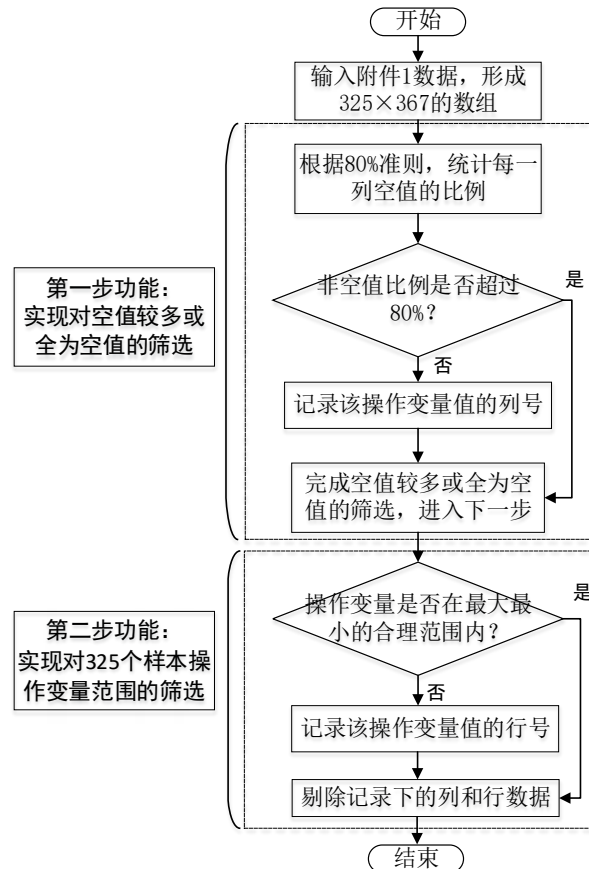 开始
输入附件1数据，形成
325×367的数组
根据80%准则，统计每一
列空值的比例
第一步功能：
实现对空值较多或
全为空值的筛选
非空值比例是否超过
80%？
是
否
记录该操作变量值的列号
完成空值较多或全为空
值的筛选，进入下一步
第二步功能：
实现对325个样本操
作变量范围的筛选
操作变量是否在最大最
小的合理范围内？
是
否
记录该操作变量值的行号
剔除记录下的列和行数据
结束